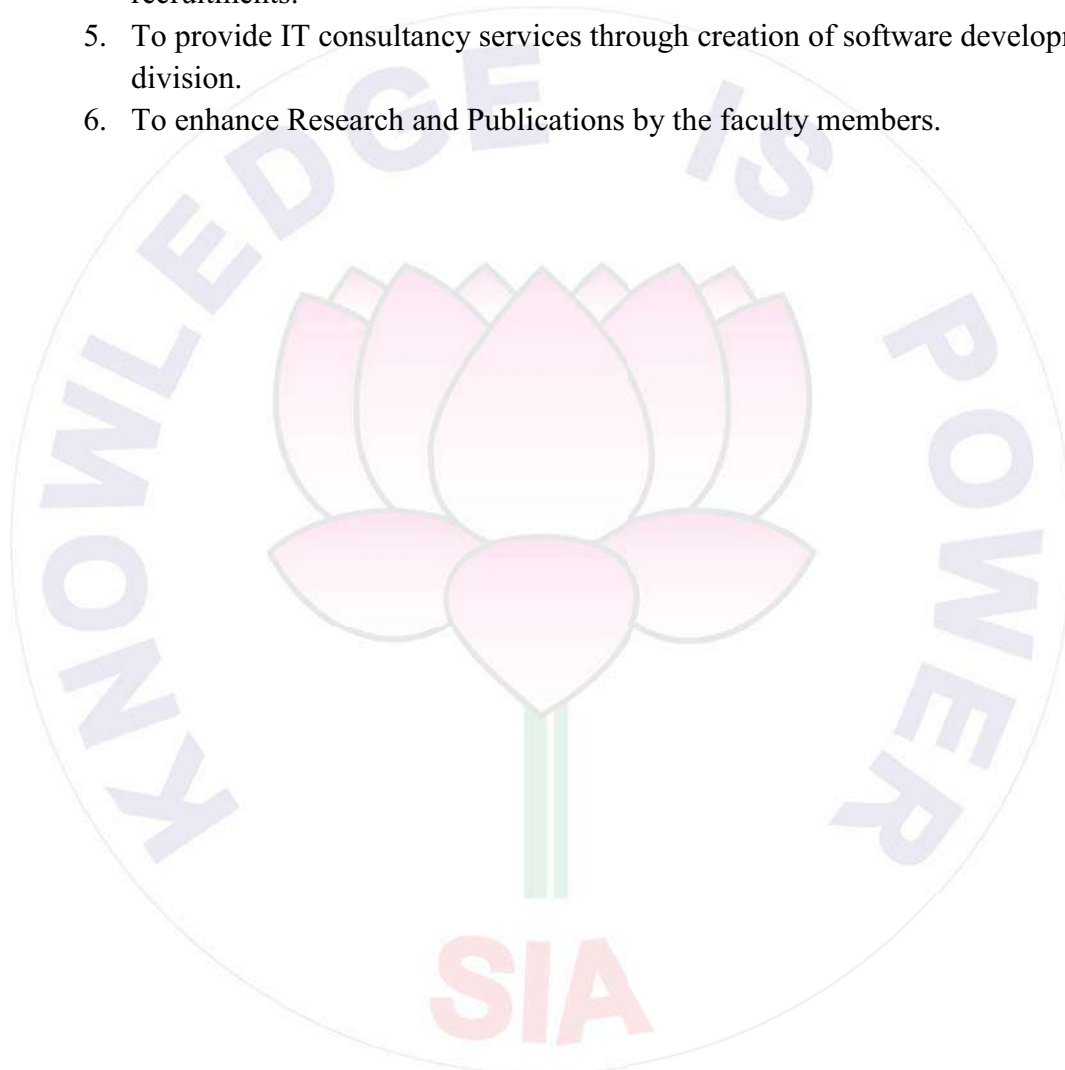 recruitments.
5. To provide IT consultancy services through creation of software
division.
6. To enhance Research and Publications by the faculty members.
KNOWLEDGE IS POWER
SIA